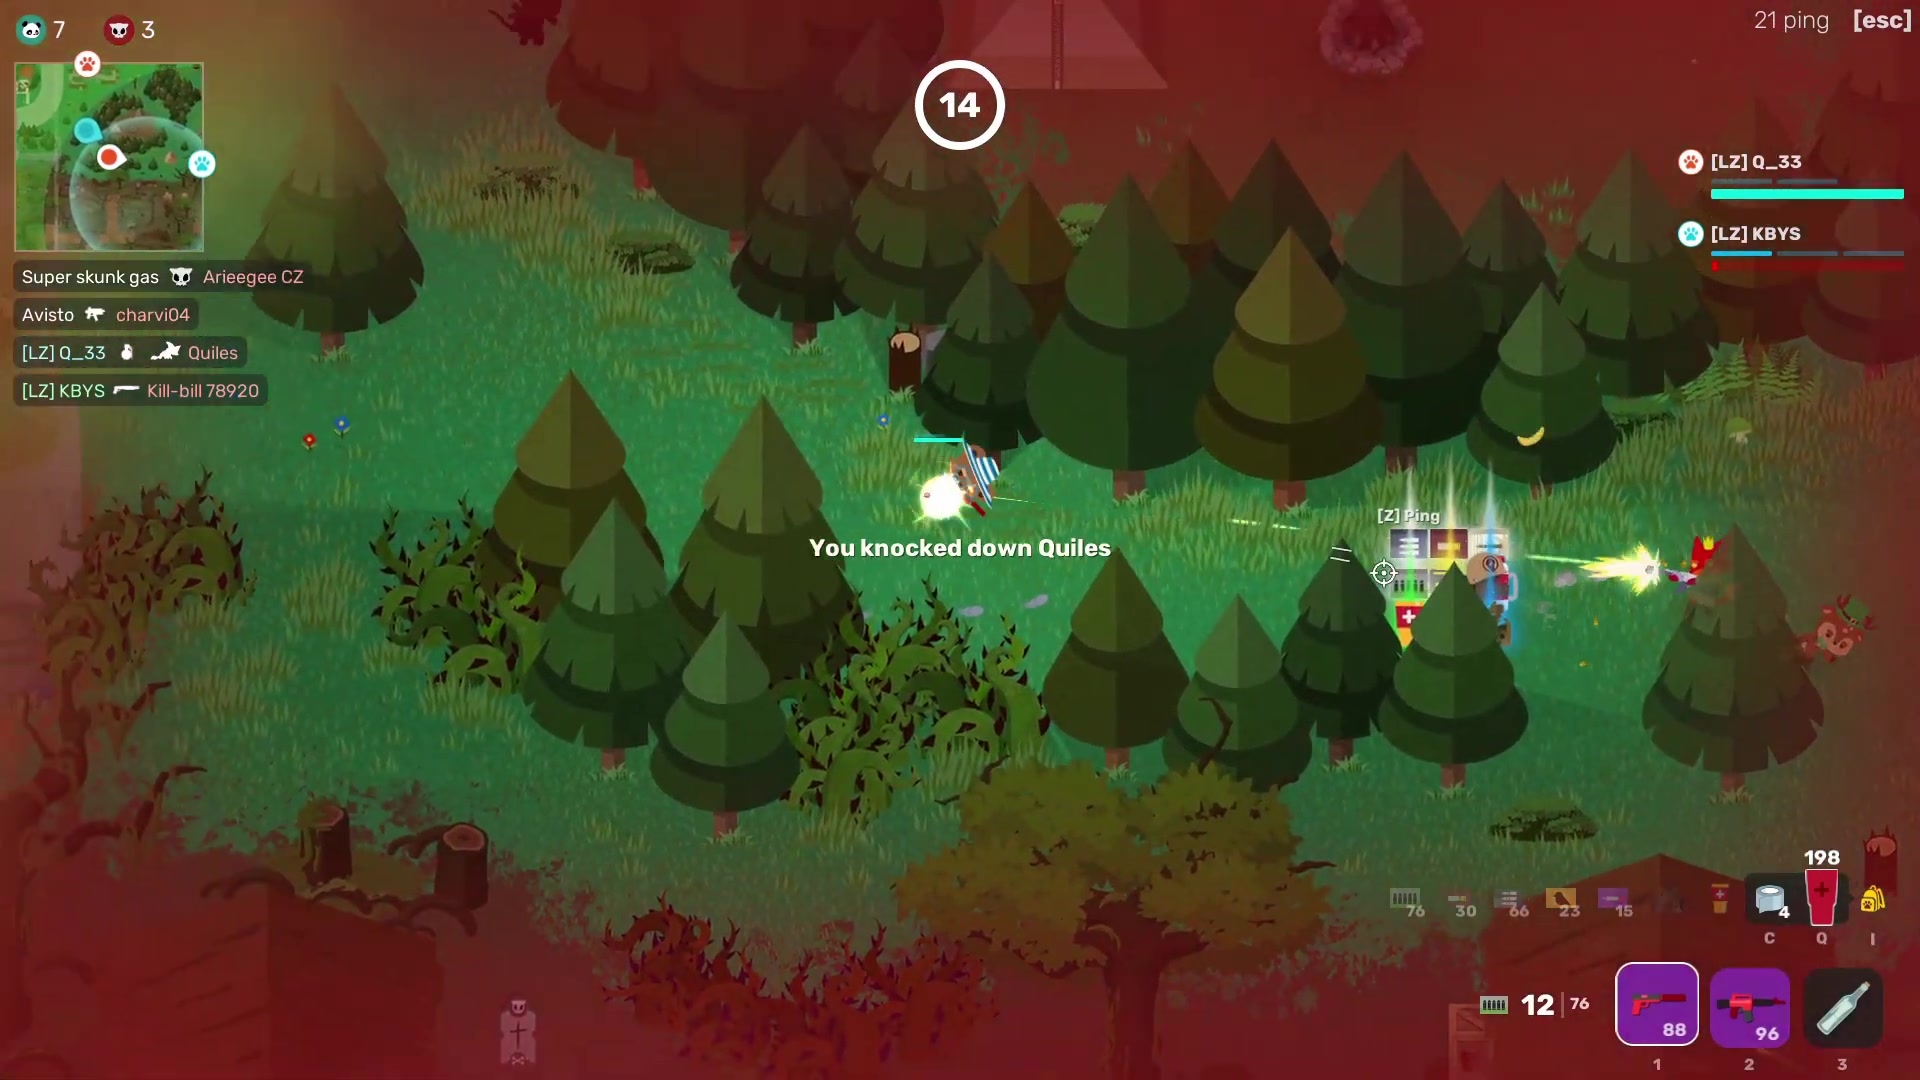 7 3
21 ping [esc]
14
[LZ] Q_33
[LZ] KBYS
Super skunk gas Arieegee CZ
Avisto charvi04
[LZ] Q_33 Quiles
[LZ] KBYS Kill-bill 78920
[Z] Ping
You knocked down Quiles
198
76 30 66 23 15 4
C Q I
12 76
88 96
1 2 3